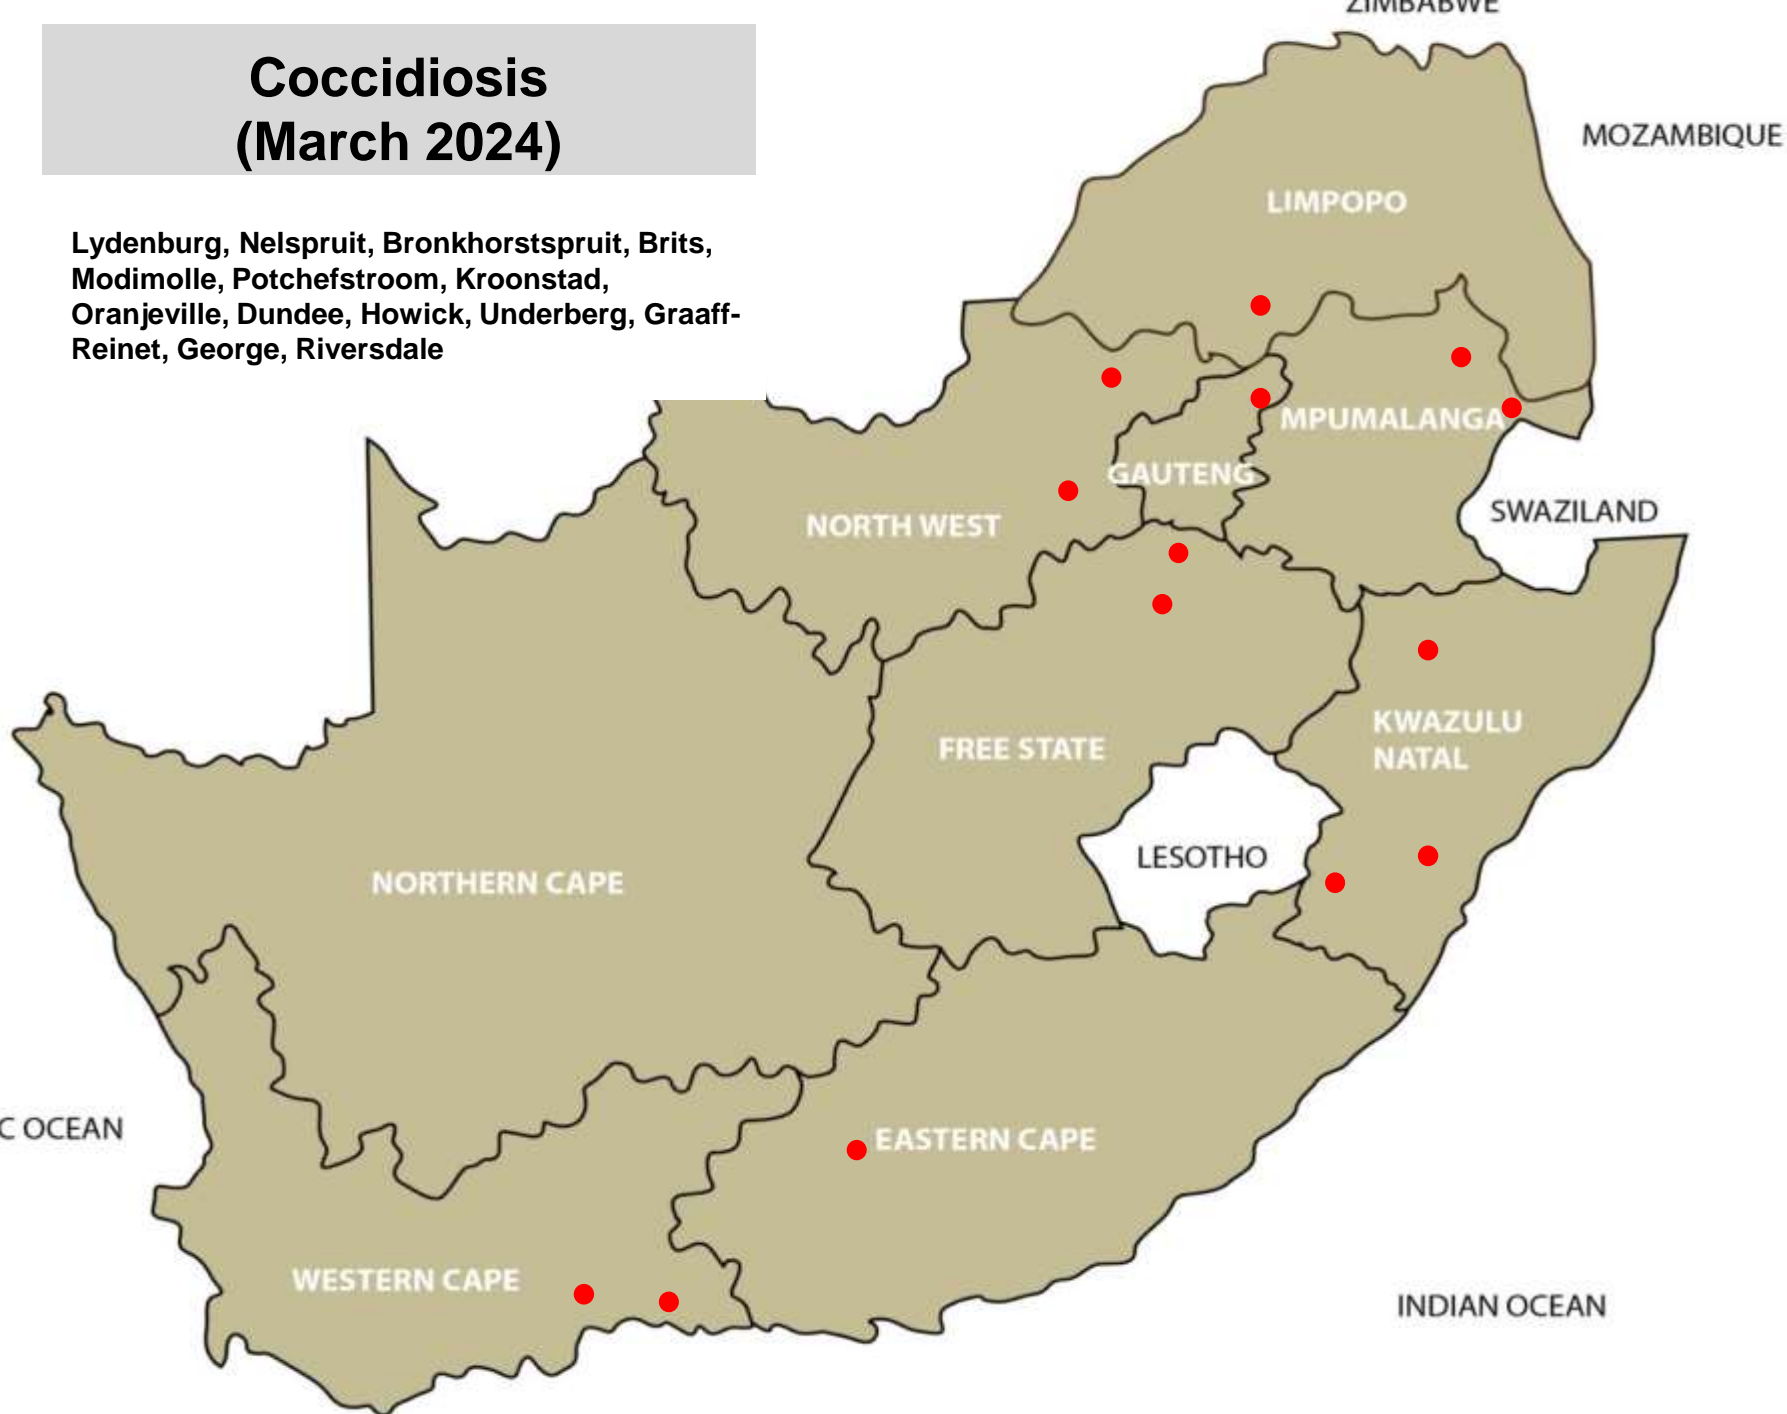 Coccidiosis
(March 2024)
Lydenburg, Nelspruit, Bronkhorstspruit, Brits,
Modimolle, Potchefstroom, Kroonstad,
Oranjeville, Dundee, Howick, Underberg, Graaff-
Reinet, George, Riversdale
ZIMBABWE
MOZAMBIQUE
LIMPOPO
MPUMALANGA
GAUTENG
SWAZILAND
NORTH WEST
KWAZULU
NATAL
FREE STATE
LESOTHO
NORTHERN CAPE
C OCEAN
EASTERN CAPE
WESTERN CAPE
INDIAN OCEAN